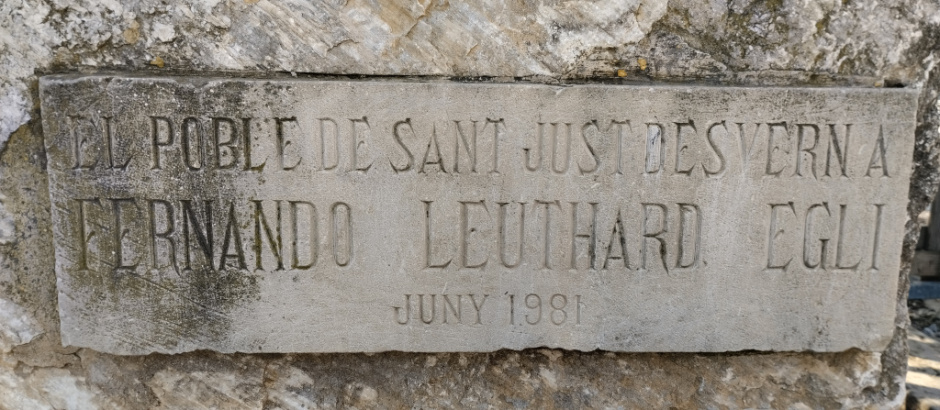 EL POBLE DE SANT JUST DESVERN A
FERNANDO LEUTHARD EGLI
JUNY 1981